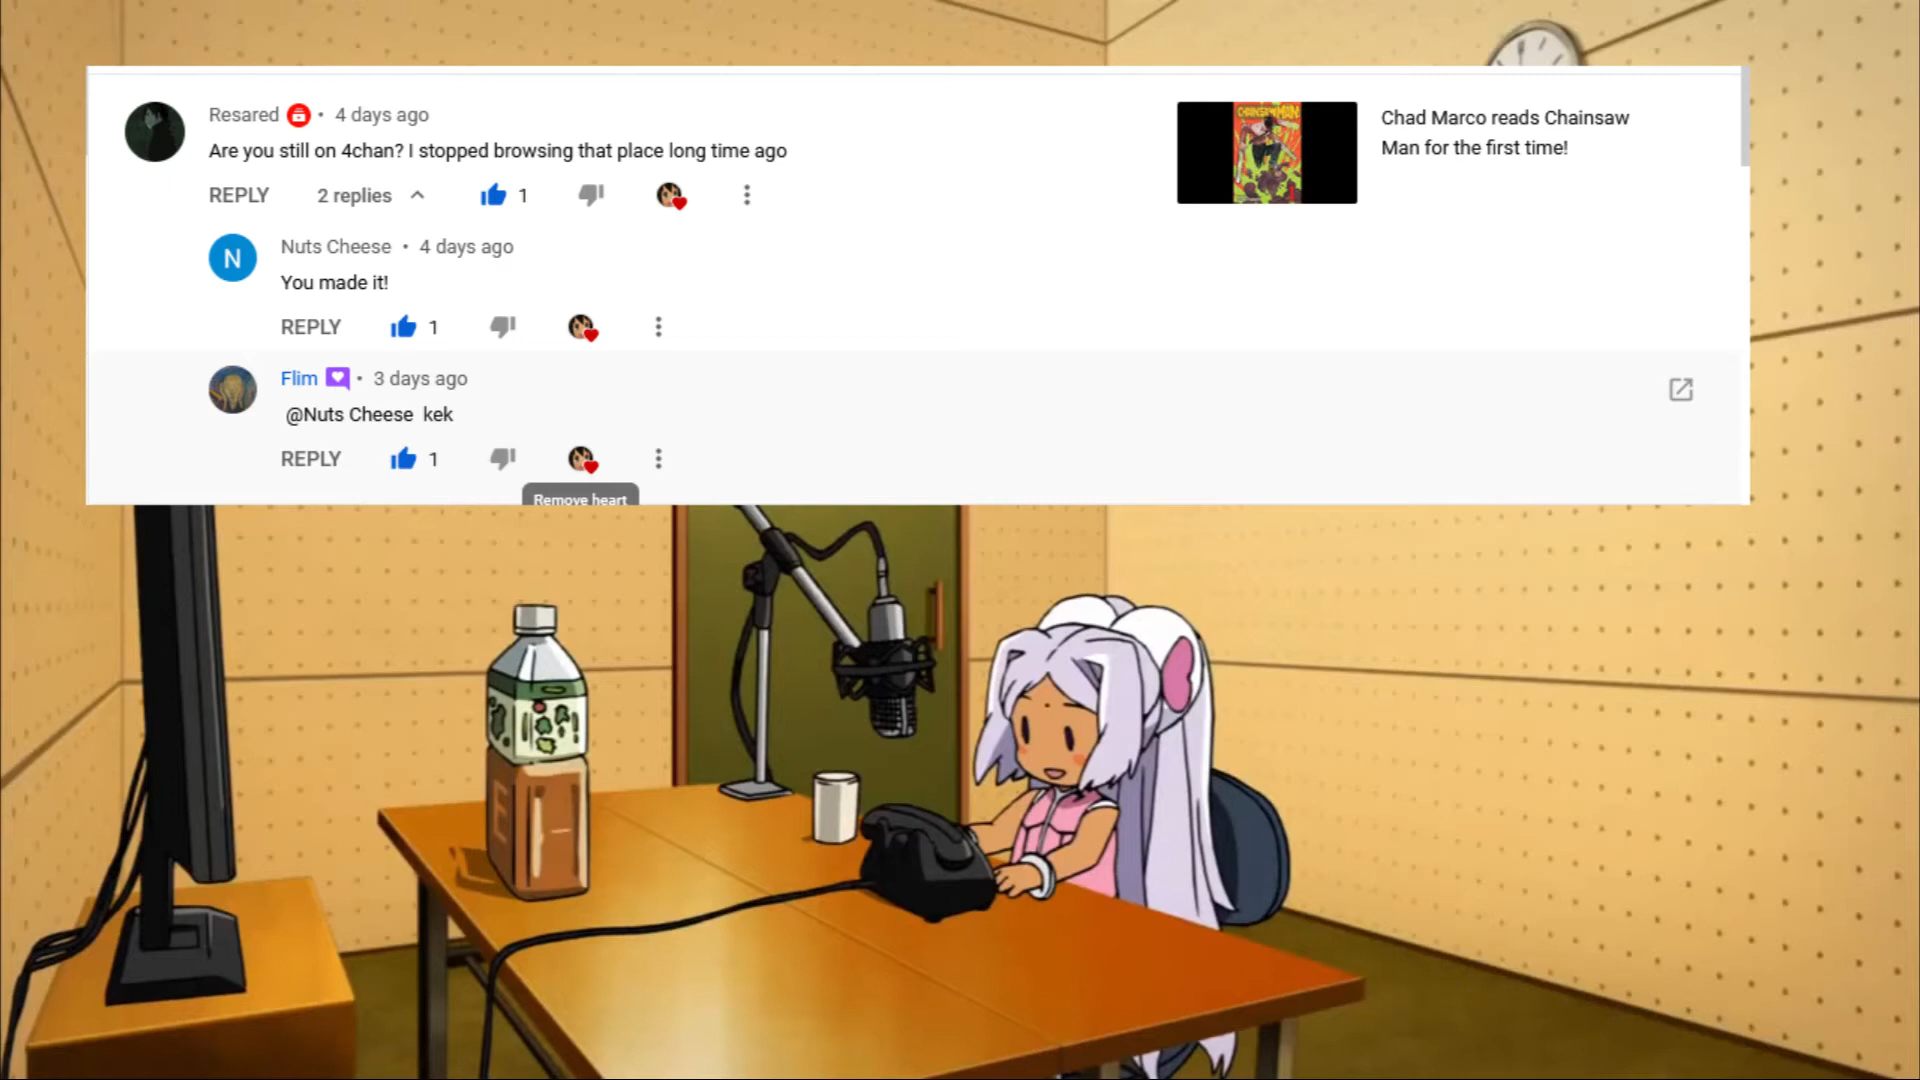 Resared • 4 days ago
Are you still on 4chan? I stopped browsing that place long time ago
REPLY 2 replies 1
CHAINSAW MAN
Chad Marco reads Chainsaw
Man for the first time!
N
Nuts Cheese • 4 days ago
You made it!
REPLY 1
Flim • 3 days ago
@Nuts Cheese kek
REPLY 1
Remove heart